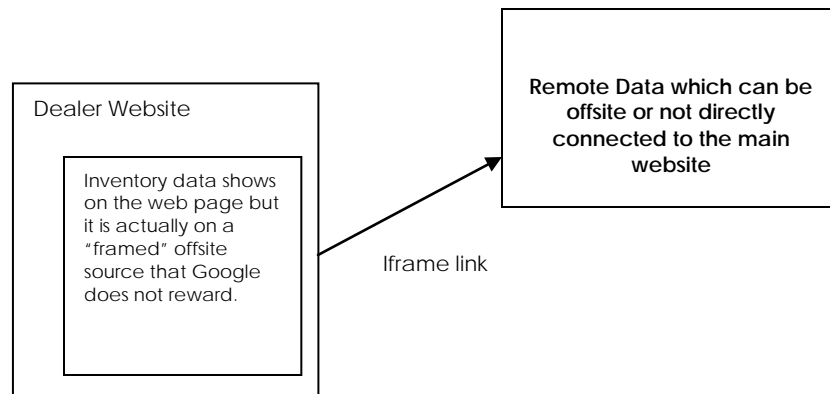 Dealer Website
Inventory data shows
on the web page but
it is actually on a
“framed” offsite
source that Google
does not reward.
Iframe link
Remote Data which can be
offsite or not directly
connected to the main
website